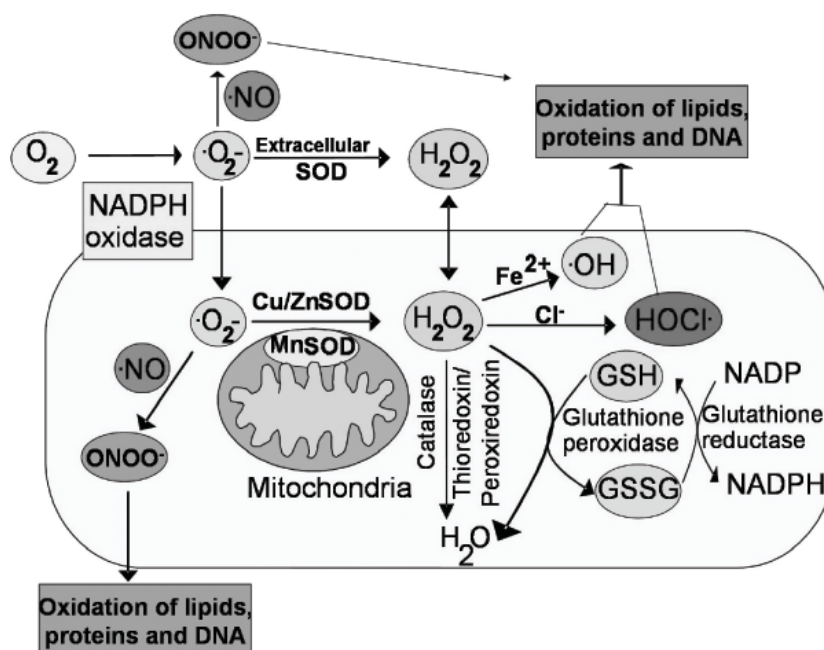 ONOO-
·NO
Oxidation of lipids,
proteins and DNA
O2
·O2-
Extracellular
SOD
H2O2
NADPH
oxidase
Fe2+
·OH
·O2-
Cu/ZnSOD
H2O2
Cl-
HOCl·
MnSOD
·NO
GSH
NADP
Catalase
Thioredoxin/
Peroxiredoxin
Glutathione
peroxidase
Glutathione
reductase
ONOO-
Mitochondria
GSSG
NADPH
H2O
Oxidation of lipids,
proteins and DNA